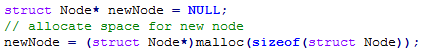 struct Node* newNode = NULL;
// allocate space for new node
newNode = (struct Node*)malloc(sizeof(struct Node));